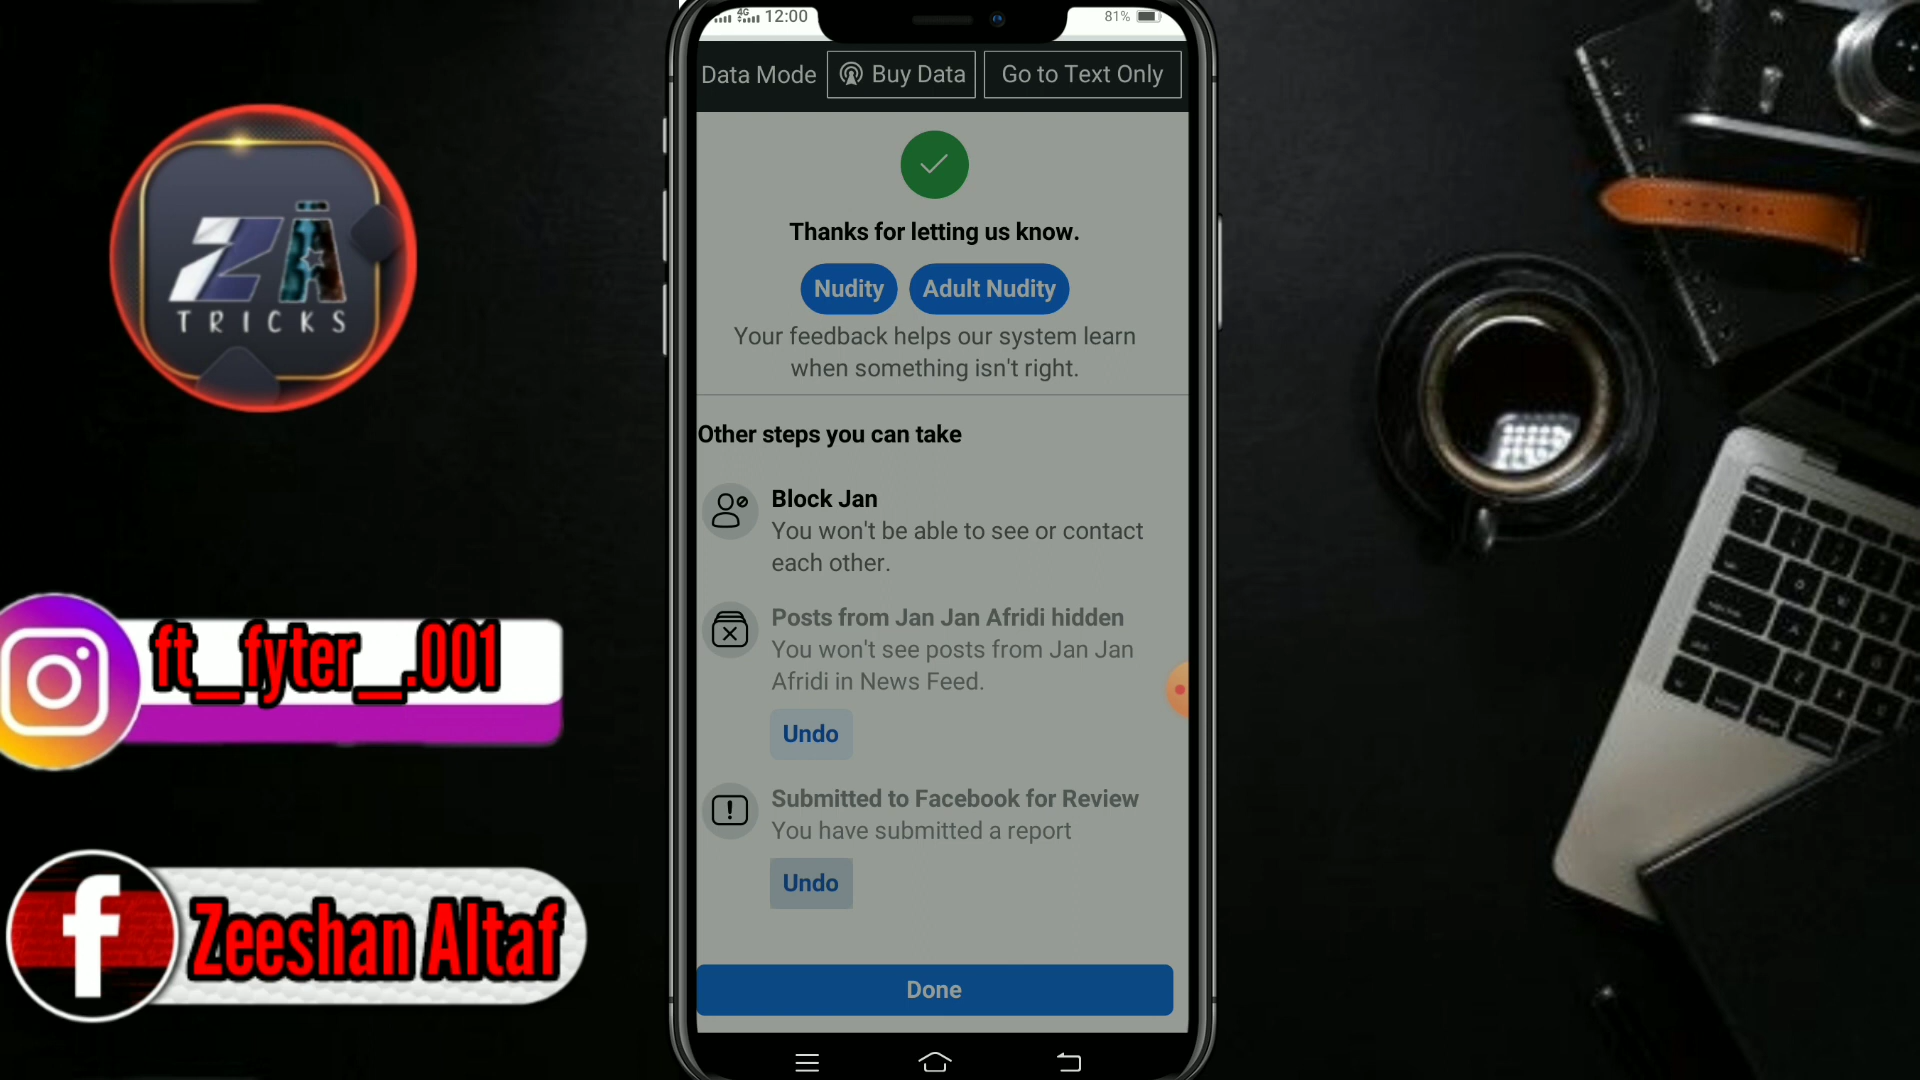 12:00
81%
Data Mode
Buy Data
Go to Text Only
Thanks for letting us know.
Nudity
Adult Nudity
Your feedback helps our system learn
when something isn't right.
Other steps you can take
Block Jan
You won't be able to see or contact
each other.
Posts from Jan Jan Afridi hidden
You won't see posts from Jan Jan
Afridi in News Feed.
Undo
Submitted to Facebook for Review
You have submitted a report
Undo
Done
ZĀ
TRICKS
ft__fyter__.001
Zeeshan Altaf